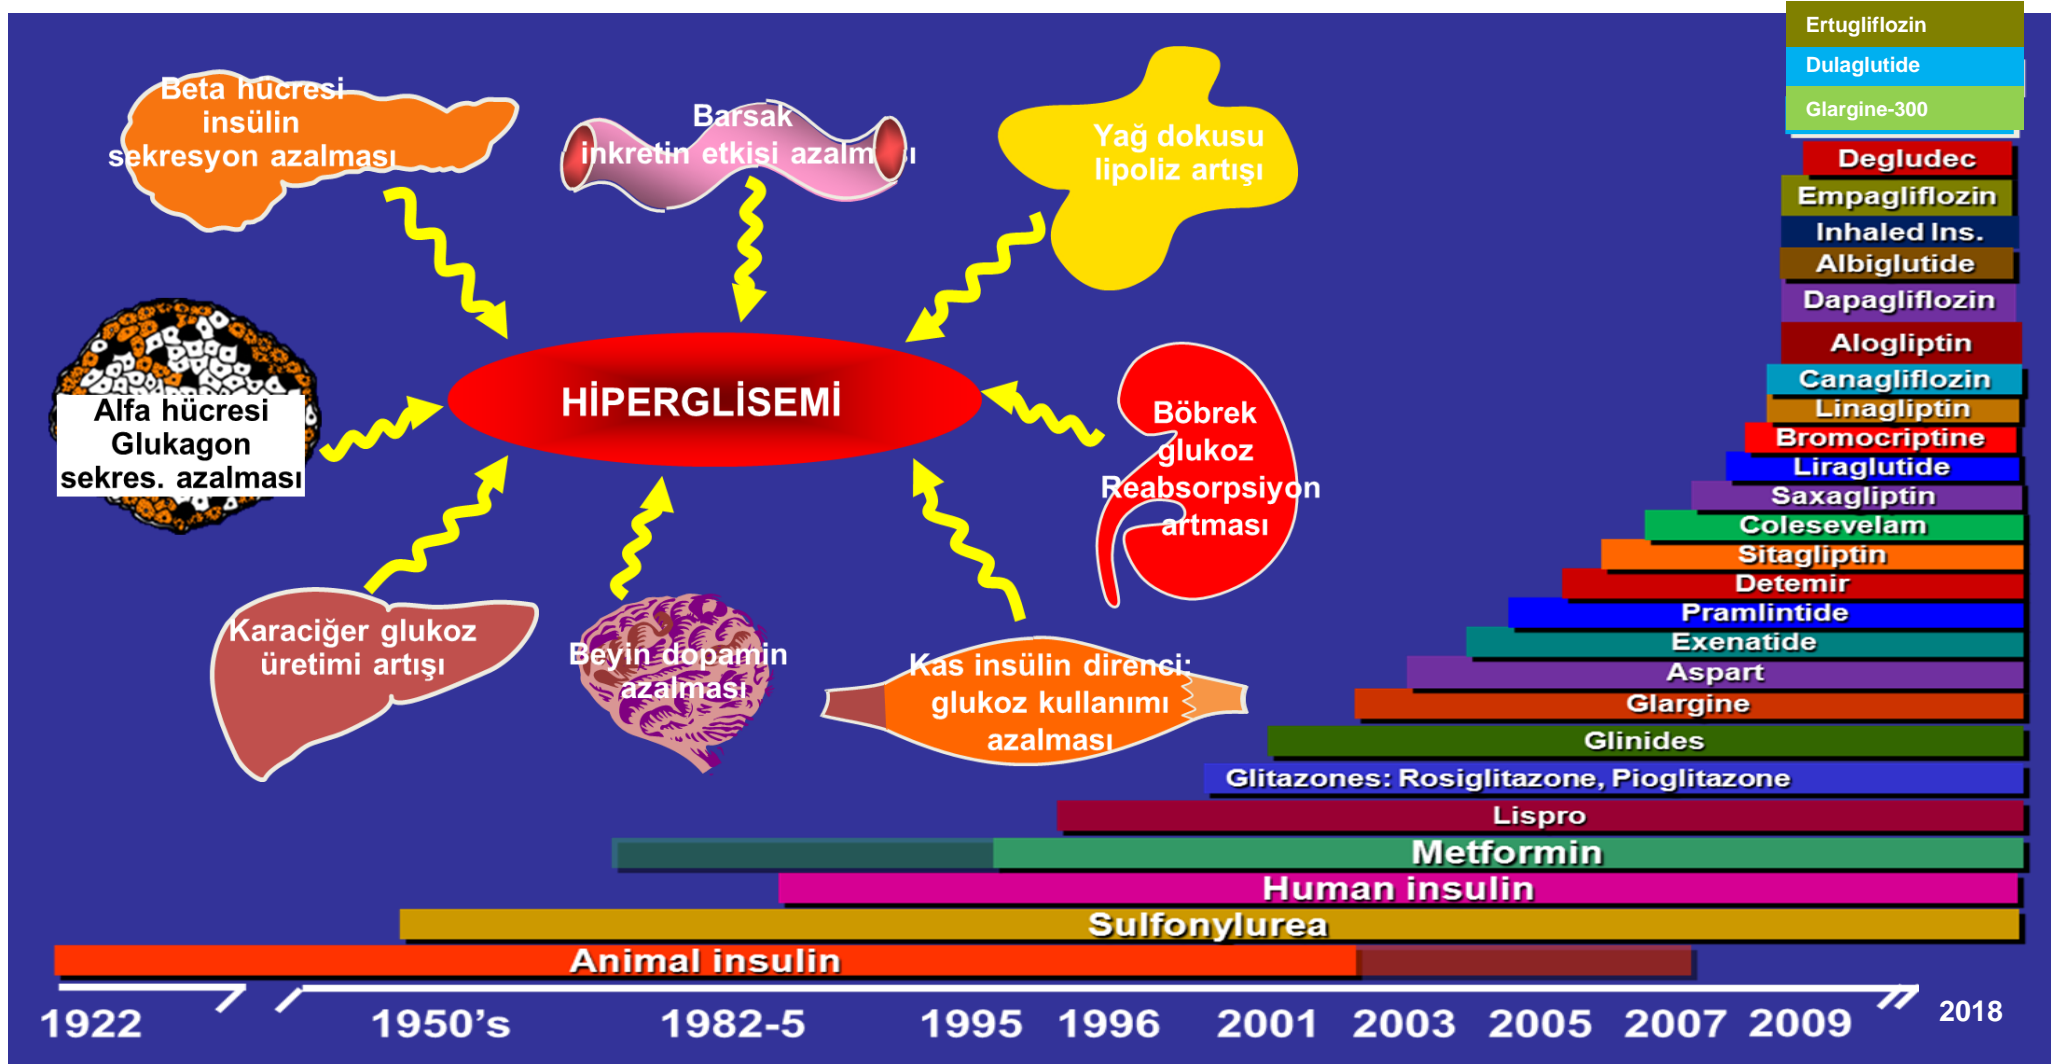 Beta hücresi
insülin
sekresyon azalması
Barsak
inkretin etkisi azalması
Yağ dokusu
lipoliz artışı
Alfa hücresi
Glukagon
sekres. azalması
HİPERGLİSEMİ
Böbrek
glukoz
Reabsorpsiyon
artması
Karaciğer glukoz
üretimi artışı
Beyin dopamin
azalması
Kas insülin direnci:
glukoz kullanımı
azalması
Ertugliflozin
Dulaglutide
Glargine-300
Degludec
Empagliflozin
Inhaled Ins.
Albiglutide
Dapagliflozin
Alogliptin
Canagliflozin
Linagliptin
Bromocriptine
Liraglutide
Saxagliptin
Colesevelam
Sitagliptin
Detemir
Pramlintide
Exenatide
Aspart
Glargine
Glinides
Glitazones: Rosiglitazone, Pioglitazone
Lispro
Metformin
Human insulin
Sulfonylurea
Animal insulin
1922 1950's 1982-5 1995 1996 2001 2003 2005 2007 2009 2018